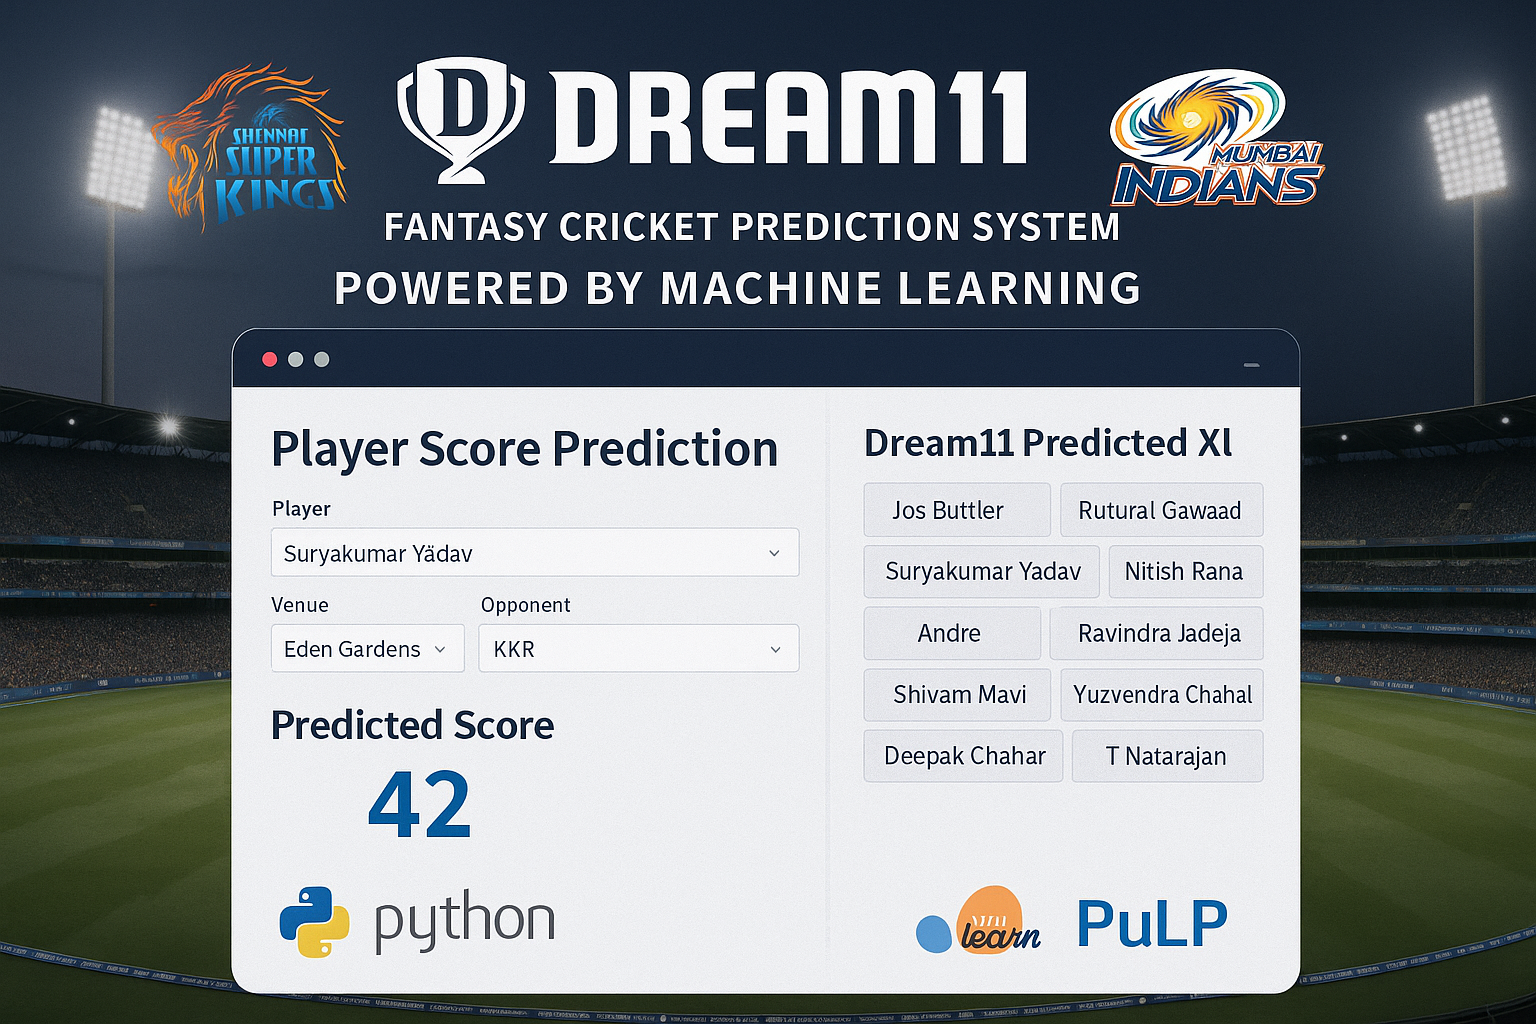 SHENNAI
SUPER
KINGS
D DREAM11
MUMBAI
INDIANS
FANTASY CRICKET PREDICTION SYSTEM
POWERED BY MACHINE LEARNING
Player Score Prediction
Player
Suryakumar Yädav
Venue Opponent
Eden Gardens KKR
Predicted Score
42
python
Dream11 Predicted Xl
Jos Buttler Rutural Gawaad
Suryakumar Yadav Nitish Rana
Andre Ravindra Jadeja
Shivam Mavi Yuzvendra Chahal
Deepak Chahar T Natarajan
learn PuLP